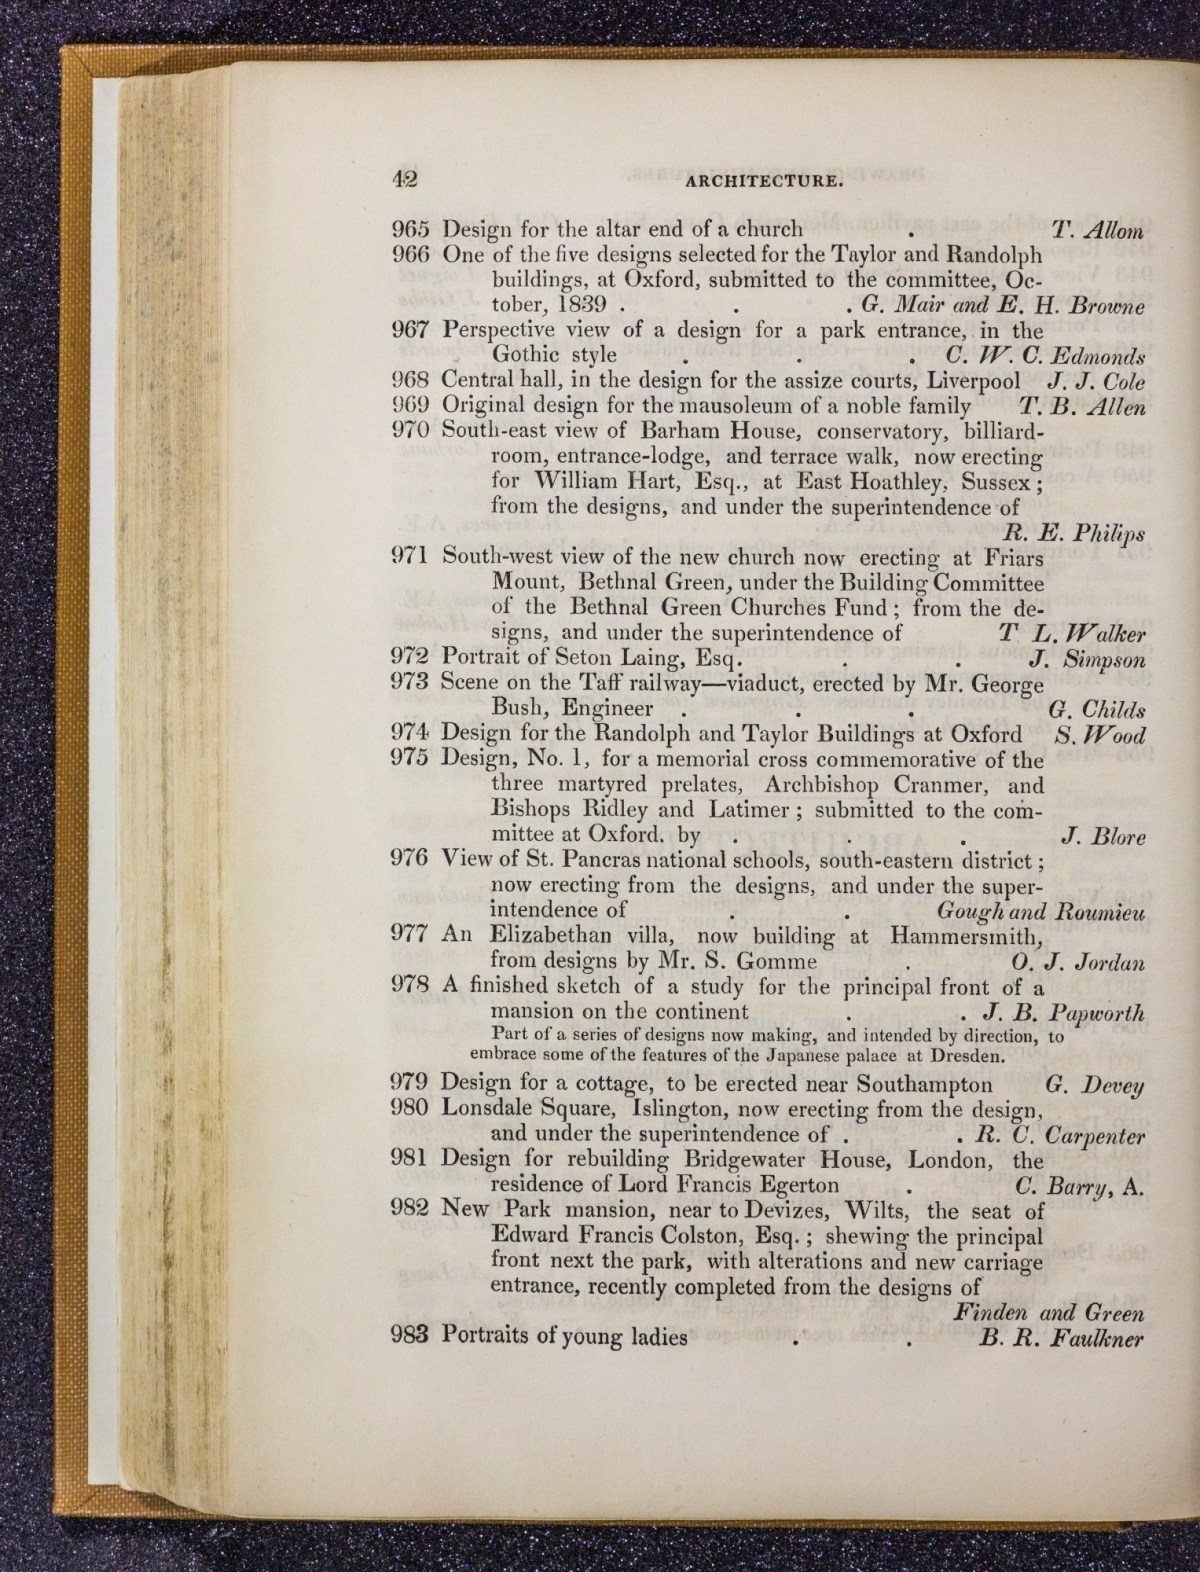 42
ARCHITECTURE.
965 Design for the altar end of a church . T. Allom
966 One of the five designs selected for the Taylor and Randolph
buildings, at Oxford, submitted to the committee, Oc-
tober, 1839 . . . G. Mair and E. H. Browne
967 Perspective view of a design for a park entrance, in the
Gothic style . . . C. W. C. Edmonds
968 Central hall, in the design for the assize courts, Liverpool J. J. Cole
969 Original design for the mausoleum of a noble family T. B. Allen
970 South-east view of Barham House, conservatory, billiard-
room, entrance-lodge, and terrace walk, now erecting
for William Hart, Esq., at East Hoathley, Sussex ;
from the designs, and under the superintendence of
R. E. Philips
971 South-west view of the new church now erecting at Friars
Mount, Bethnal Green, under the Building Committee
of the Bethnal Green Churches Fund ; from the de-
signs, and under the superintendence of T L. Walker
972 Portrait of Seton Laing, Esq. . . J. Simpson
973 Scene on the Taff railway—viaduct, erected by Mr. George
Bush, Engineer . . . G. Childs
974 Design for the Randolph and Taylor Buildings at Oxford S. Wood
975 Design, No. 1, for a memorial cross commemorative of the
three martyred prelates, Archbishop Cranmer, and
Bishops Ridley and Latimer ; submitted to the com-
mittee at Oxford. by . . . J. Blore
976 View of St. Pancras national schools, south-eastern district ;
now erecting from the designs, and under the super-
intendence of . . Gough and Roumieu
977 An Elizabethan villa, now building at Hammersmith,
from designs by Mr. S. Gomme . O. J. Jordan
978 A finished sketch of a study for the principal front of a
mansion on the continent . . J. B. Papworth
Part of a series of designs now making, and intended by direction, to
embrace some of the features of the Japanese palace at Dresden.
979 Design for a cottage, to be erected near Southampton G. Devey
980 Lonsdale Square, Islington, now erecting from the design,
and under the superintendence of . . R. C. Carpenter
981 Design for rebuilding Bridgewater House, London, the
residence of Lord Francis Egerton . C. Barry, A.
982 New Park mansion, near to Devizes, Wilts, the seat of
Edward Francis Colston, Esq. ; shewing the principal
front next the park, with alterations and new carriage
entrance, recently completed from the designs of
Finden and Green
983 Portraits of young ladies . . B. R. Faulkner